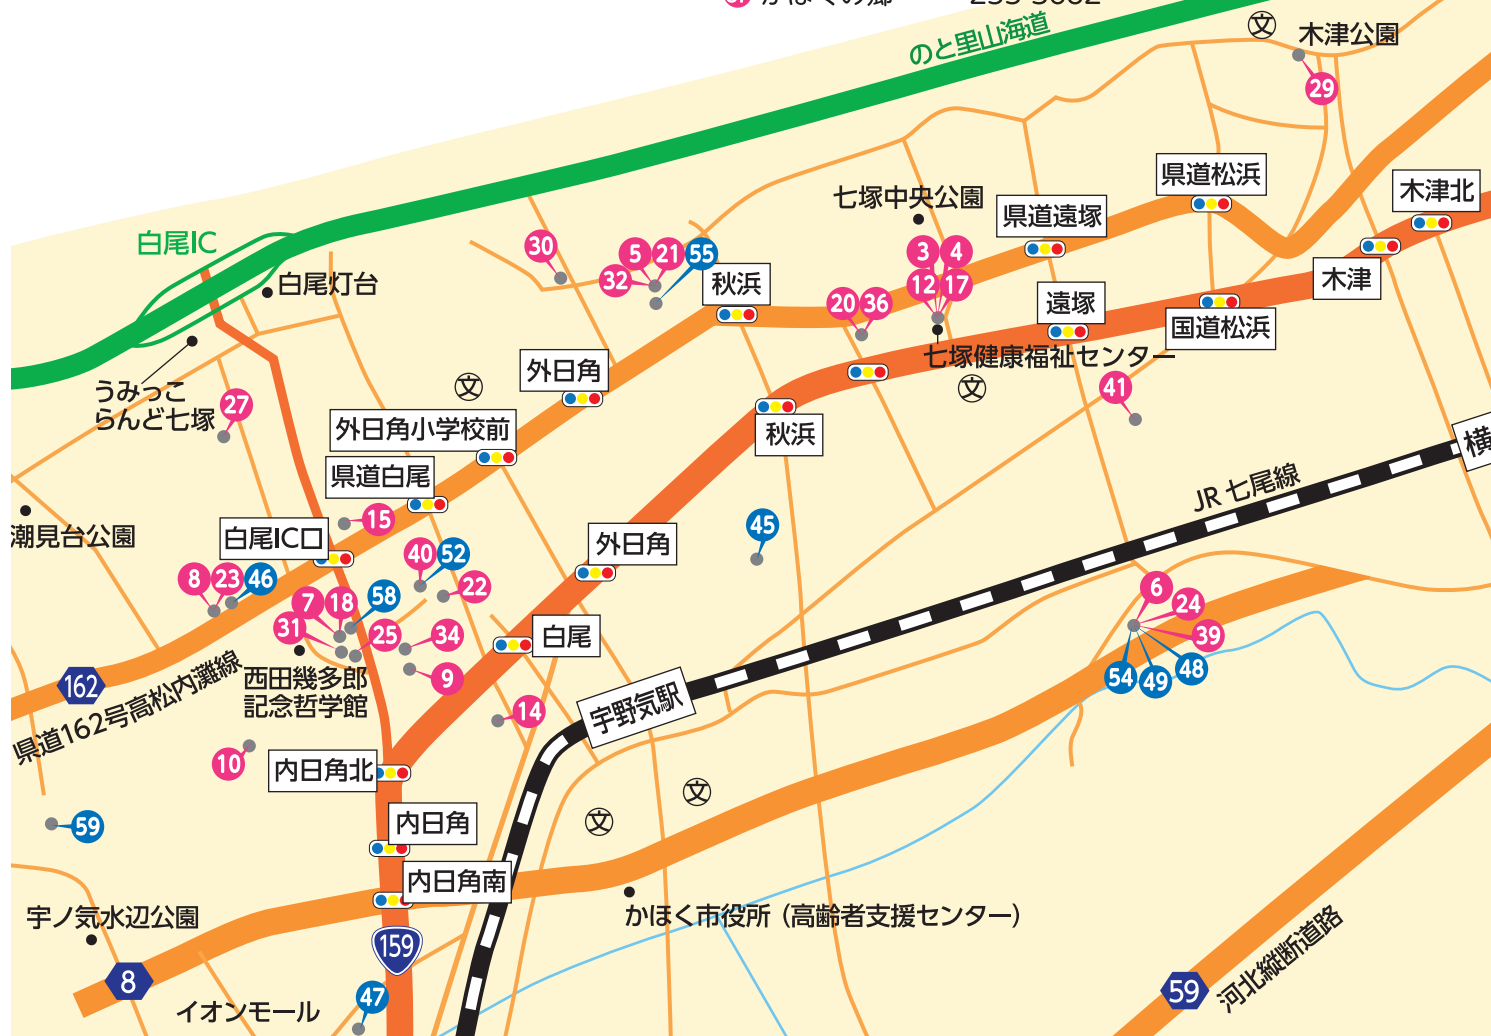 のと里山海道
文
木津公園
29
県道松浜
木津北
七塚中央公園
県道遠塚
白尾IC
30
5
21
55
32
3
4
12
17
秋浜
白尾灯台
木津
20
36
遠塚
国道松浜
七塚健康福祉センター
外日角
文
文
うみっこ
らんど七塚
27
41
外日角小学校前
秋浜
県道白尾
JR 七尾線
15
潮見台公園
白尾IC口
45
外日角
40
52
8
23
46
22
7
18
58
31
25
34
白尾
6
24
39
54
49
48
西田幾多郎
記念哲学館
9
162
県道162号高松内灘線
宇野気駅
14
10
内日角北
文
59
内日角
文
内日角南
宇ノ気水辺公園
かほく市役所（高齢者支援センター）
159
8
47
イオンモール
59
河北縦断道路